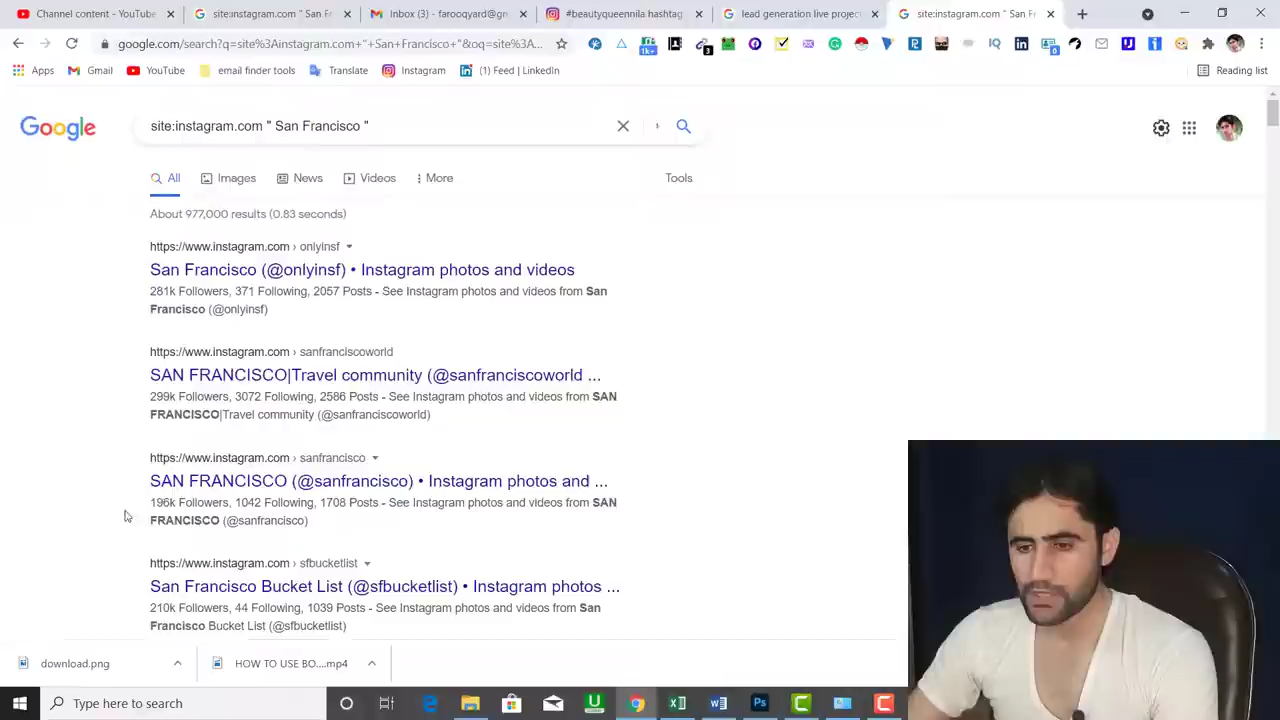 Channel content - YouTube
site:instagram.com " San Fr
Inbox (3) - farooqyard@gr
#beautyqueennila hashtag
lead generation live project
site:instagram.com " San Fr
google.com/search?q=site%3Ainstagram.com+"+San+Francisco+"&oq=site%3A...
1k+
3
0
Apps
Gmail
YouTube
email finder tools
Translate
Instagram
(1) Feed | LinkedIn
Reading list
Google
site:instagram.com " San Francisco "
All
Images
News
Videos
More
Tools
About 977,000 results (0.83 seconds)
https://www.instagram.com › onlyinsf
San Francisco (@onlyinsf) • Instagram photos and videos
281k Followers, 371 Following, 2057 Posts - See Instagram photos and videos from San
Francisco (@onlyinsf)
https://www.instagram.com › sanfranciscoworld
SAN FRANCISCO|Travel community (@sanfranciscoworld ...
299k Followers, 3072 Following, 2586 Posts - See Instagram photos and videos from SAN
FRANCISCO|Travel community (@sanfranciscoworld)
https://www.instagram.com › sanfrancisco
SAN FRANCISCO (@sanfrancisco) • Instagram photos and ...
196k Followers, 1042 Following, 1708 Posts - See Instagram photos and videos from SAN
FRANCISCO (@sanfrancisco)
https://www.instagram.com › sfbucketlist
San Francisco Bucket List (@sfbucketlist) • Instagram photos ...
210k Followers, 44 Following, 1039 Posts - See Instagram photos and videos from San
Francisco Bucket List (@sfbucketlist)
download.png
HOW TO USE BO....mp4
Type here to search